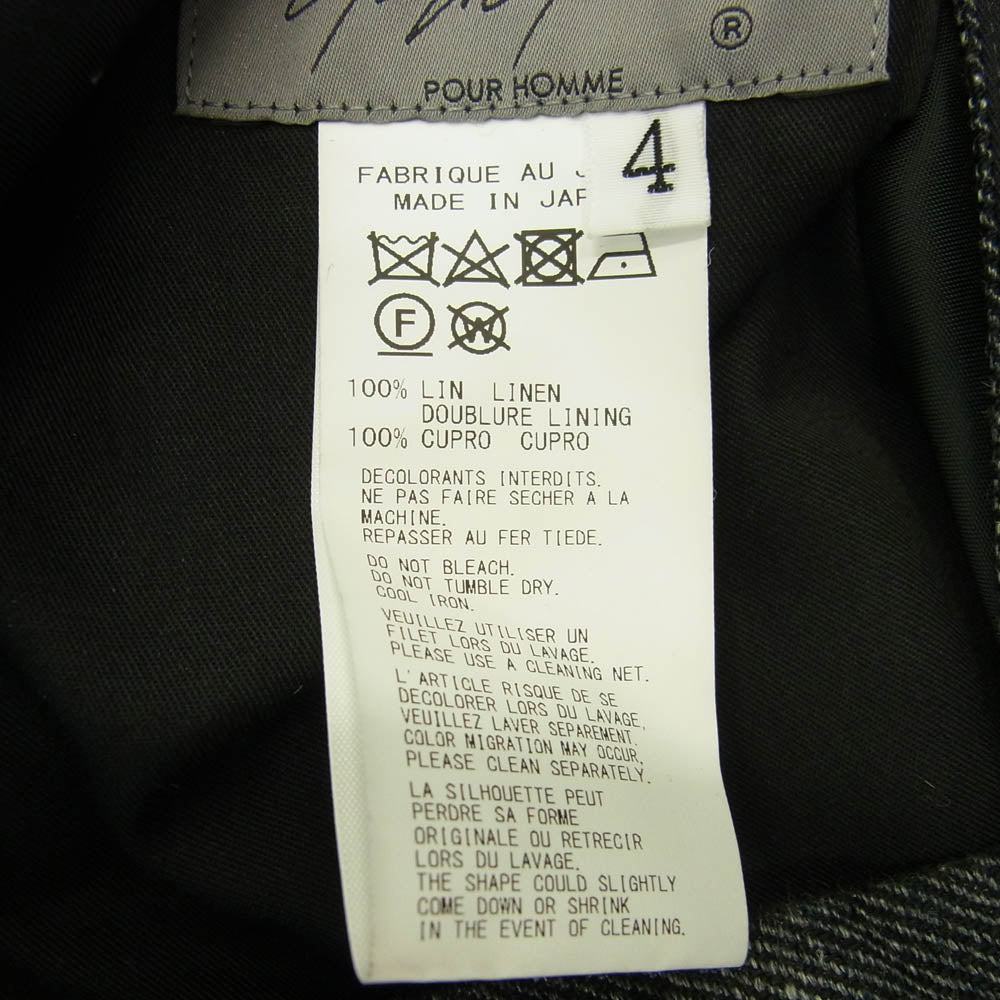 ®
POUR HOMME
4
FABRIQUE AU
MADE IN
F
W
100% LIN LINEN
DOUBLURE LINING
100% CUPRO CUPRO
DECOLORANTS INTERDITS.
NE PAS FAIRE SECHER A LA
MACHINE.
REPASSER AU FER TIEDE.
DO NOT BLEACH.
DO NOT TUMBLE DRY.
COOL IRON.
VEUILLEZ UTILISER UN
FILET LORS DU LAVAGE.
PLEASE USE A CLEANING NET.
L'ARTICLE RISQUE DE SE
DECOLORER LORS DU LAVAGE,
VEUILLEZ LAVER SEPAREMENT.
COLOR MIGRATION MAY OCCUR,
PLEASE CLEAN SEPARATELY.
LA SILHOUETTE PEUT
PERDRE SA FORME
ORIGINALE OU RETRECIR
LORS DU LAVAGE.
THE SHAPE COULD SLIGHTLY
COME DOWN OR SHRINK
IN THE EVENT OF CLEANING.